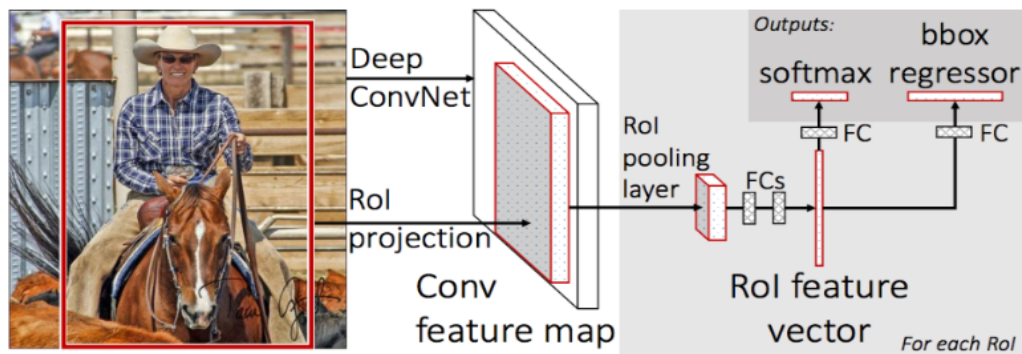 Deep
ConvNet
RoI
projection
Conv
feature map
RoI
pooling
layer
FCs
RoI feature
vector
For each RoI
Outputs:
softmax
bbox
regressor
FC
FC